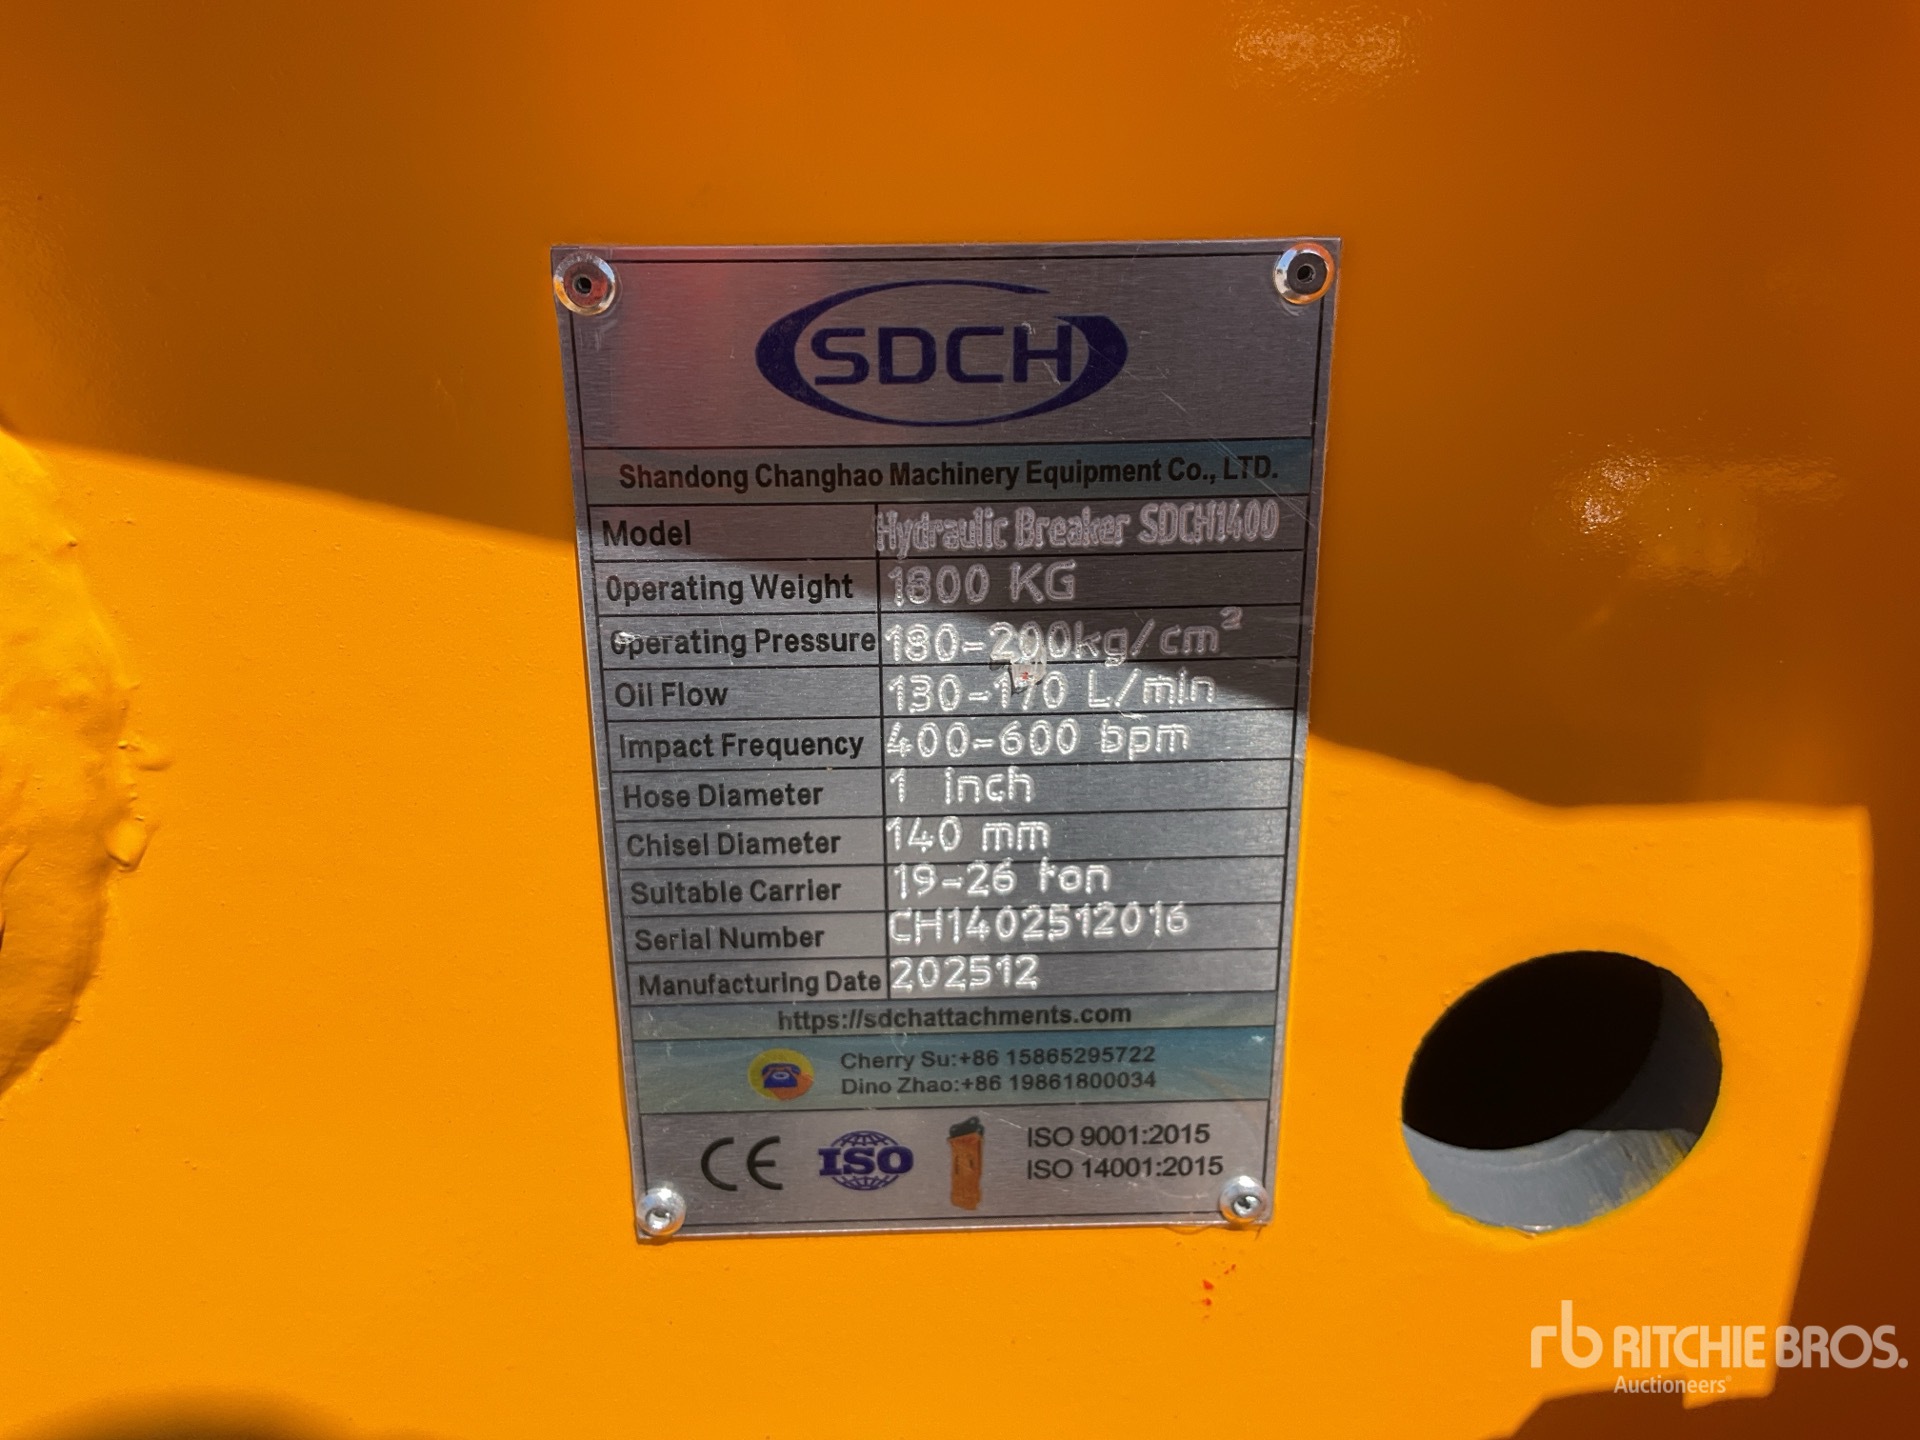 SDCH
Shandong Changhao Machinery Equipment Co., LTD.
Model Hydraulic Breaker SDCH1400
Operating Weight 1800 KG
Operating Pressure 180-200kg/cm²
Oil Flow 130-170 L/min
Impact Frequency 400-600 bpm
Hose Diameter 1 inch
Chisel Diameter 140 mm
Suitable Carrier 19-26 ton
Serial Number CH1402512016
Manufacturing Date 202512
https://sdchattachments.com
Cherry Su:+86 15865295722
Dino Zhao:+86 19861800034
CE ISO ISO 9001:2015
ISO 14001:2015
rb RITCHIE BROS.
Auctioneers